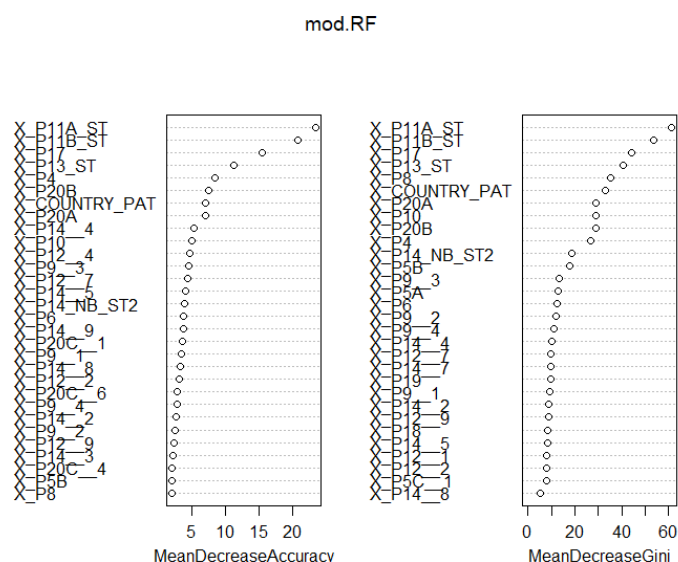 mod.RF
X_P11A_ST
X_P11B_ST
X_P17
X_P13_ST
X_P4
X_P20B
X_COUNTRY_PAT
X_P20A
X_P14__4
X_P10
X_P12__4
X_P9__3
X_P12__7
X_P14__5
X_P14_NB_ST2
X_P6
X_P14__9
X_P20C__1
X_P9__1
X_P14__8
X_P12__2
X_P20C__6
X_P9__4
X_P14__2
X_P9__2
X_P12__9
X_P14__3
X_P20C__4
X_P5B
X_P8
5 10 15 20
MeanDecreaseAccuracy
X_P11A_ST
X_P11B_ST
X_P17
X_P13_ST
X_P8
X_COUNTRY_PAT
X_P20A
X_P10
X_P20B
X_P4
X_P14_NB_ST2
X_P5B
X_P9__3
X_P5A
X_P6
X_P9__2
X_P9__4
X_P14__4
X_P12__7
X_P14__7
X_P19
X_P9__1
X_P14__2
X_P12__9
X_P18
X_P14__5
X_P12__1
X_P12__2
X_P5C__1
X_P14__8
0 20 40 60
MeanDecreaseGini